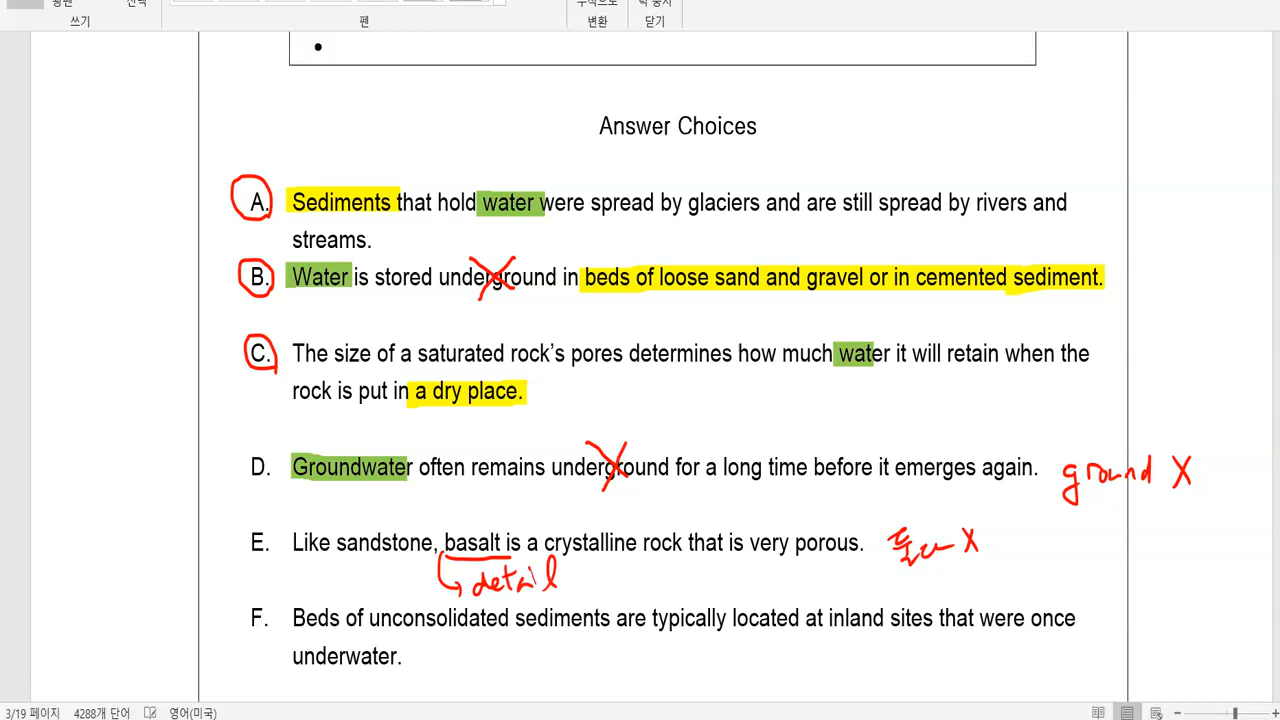 쓰기
펜
변환
닫기
•
Answer Choices
A. Sediments that hold water were spread by glaciers and are still spread by rivers and
streams.
B. Water is stored underground in beds of loose sand and gravel or in cemented sediment.
C. The size of a saturated rock's pores determines how much water it will retain when the
rock is put in a dry place.
D. Groundwater often remains underground for a long time before it emerges again.
ground X
E. Like sandstone, basalt is a crystalline rock that is very porous.
X
detail
F. Beds of unconsolidated sediments are typically located at inland sites that were once
underwater.
3/19 페이지 4288개 단어 영어(미국)